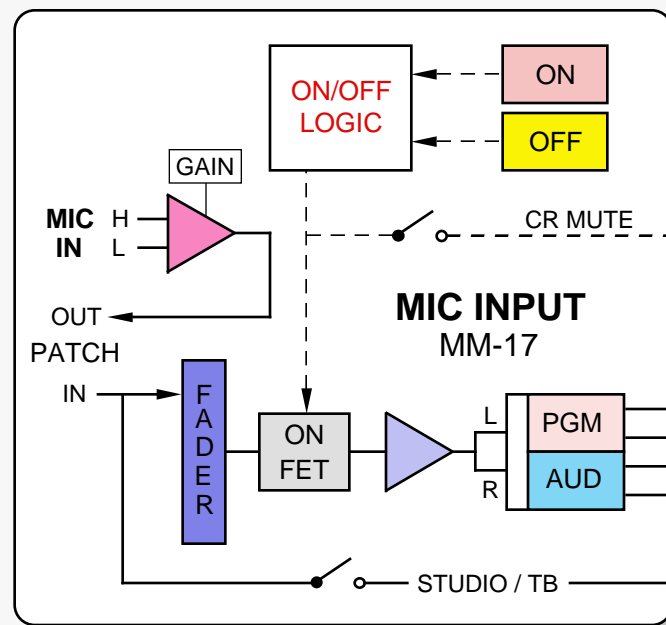 ON/OFF
LOGIC
ON
OFF
GAIN
MIC
IN
H
L
CR MUTE
OUT
PATCH
IN
MIC INPUT
MM-17
FADER
ON
FET
L
R
PGM
AUD
STUDIO / TB